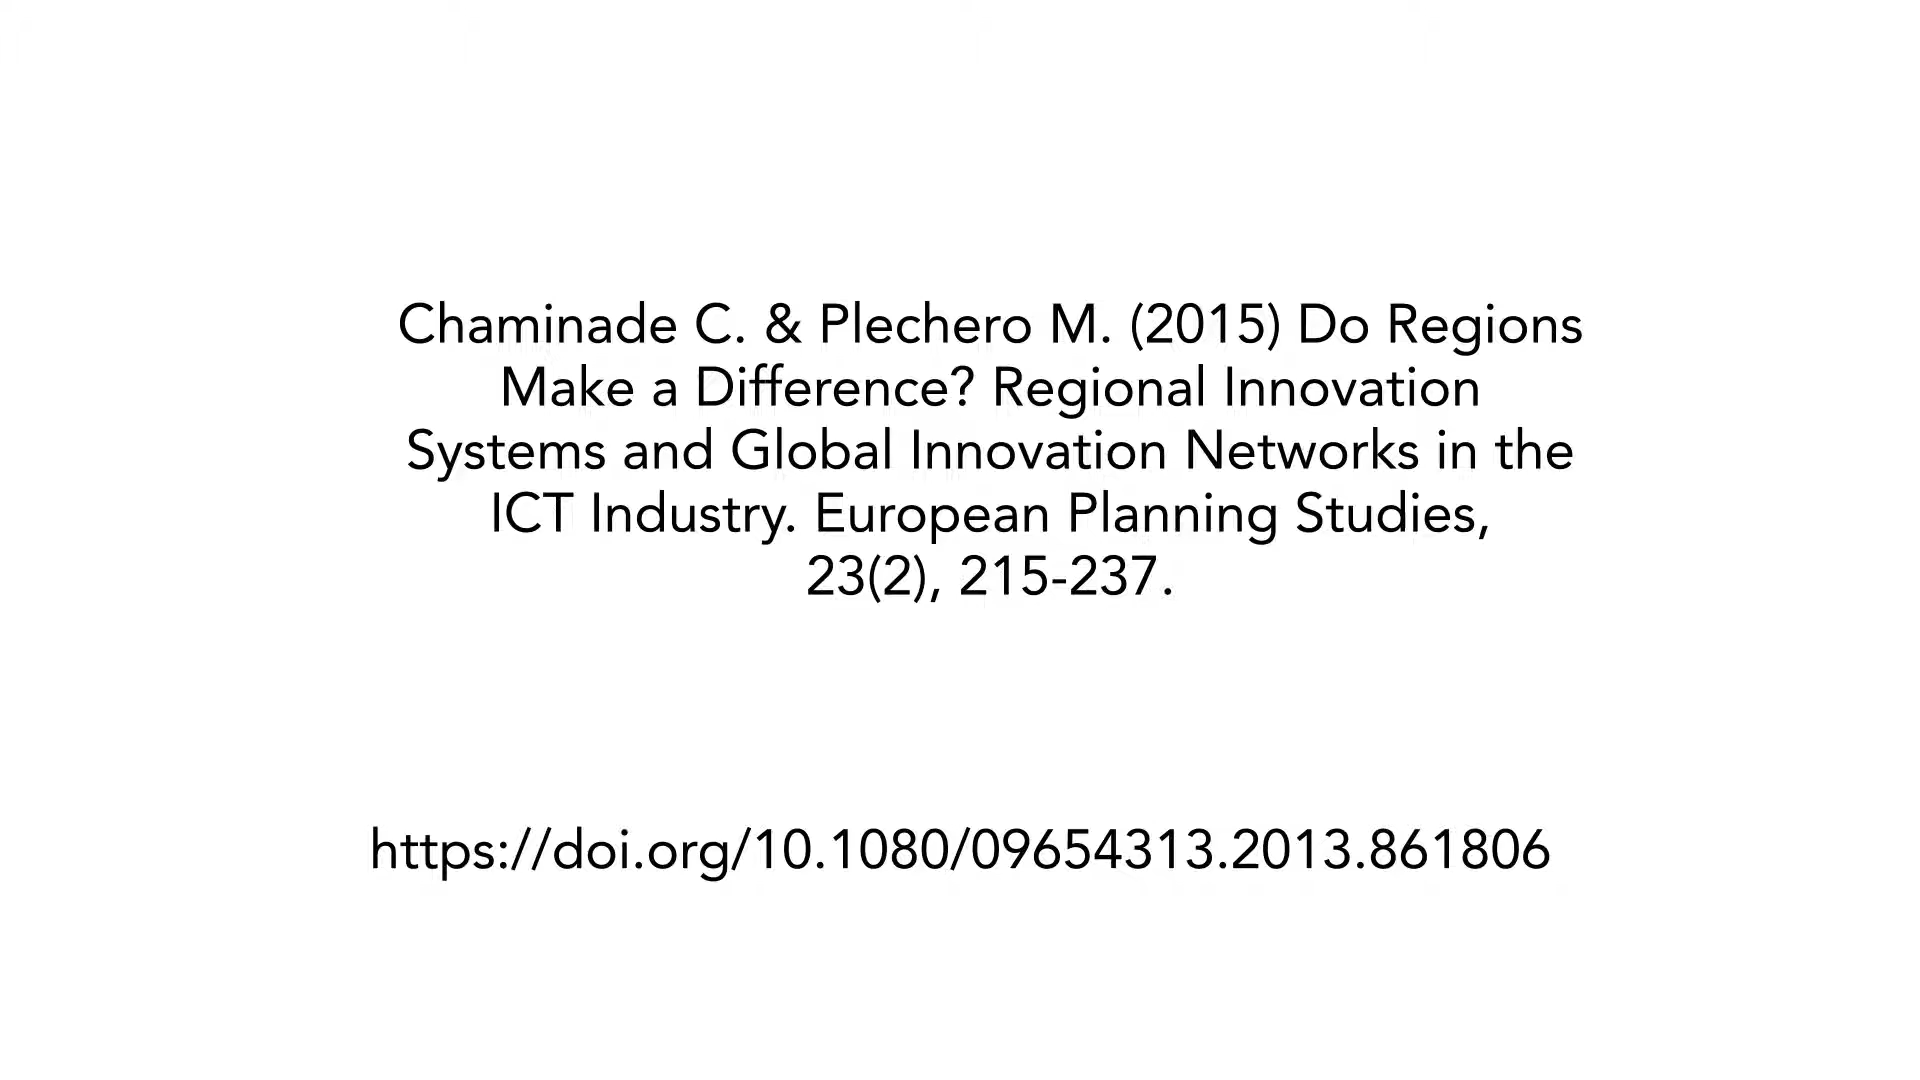 Chaminade C. & Plechero M. (2015) Do Regions
Make a Difference? Regional Innovation
Systems and Global Innovation Networks in the
ICT Industry. European Planning Studies,
23(2), 215-237.
https://doi.org/10.1080/09654313.2013.861806